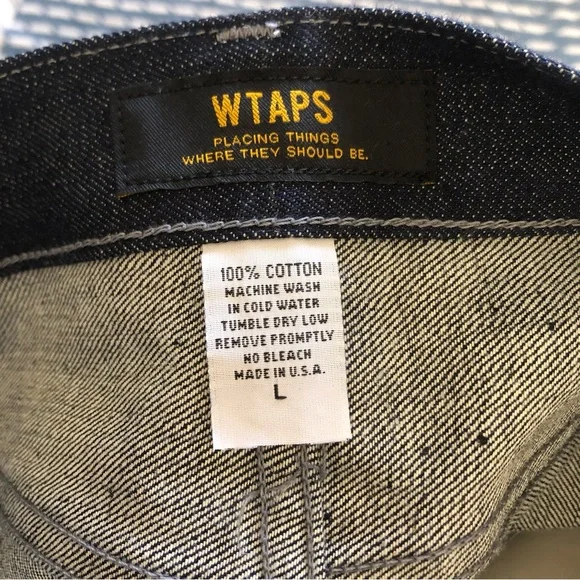 WTAPS
PLACING THINGS
WHERE THEY SHOULD BE.
100% COTTON
MACHINE WASH
IN COLD WATER
TUMBLE DRY LOW
REMOVE PROMPTLY
NO BLEACH
MADE IN U.S.A.
L